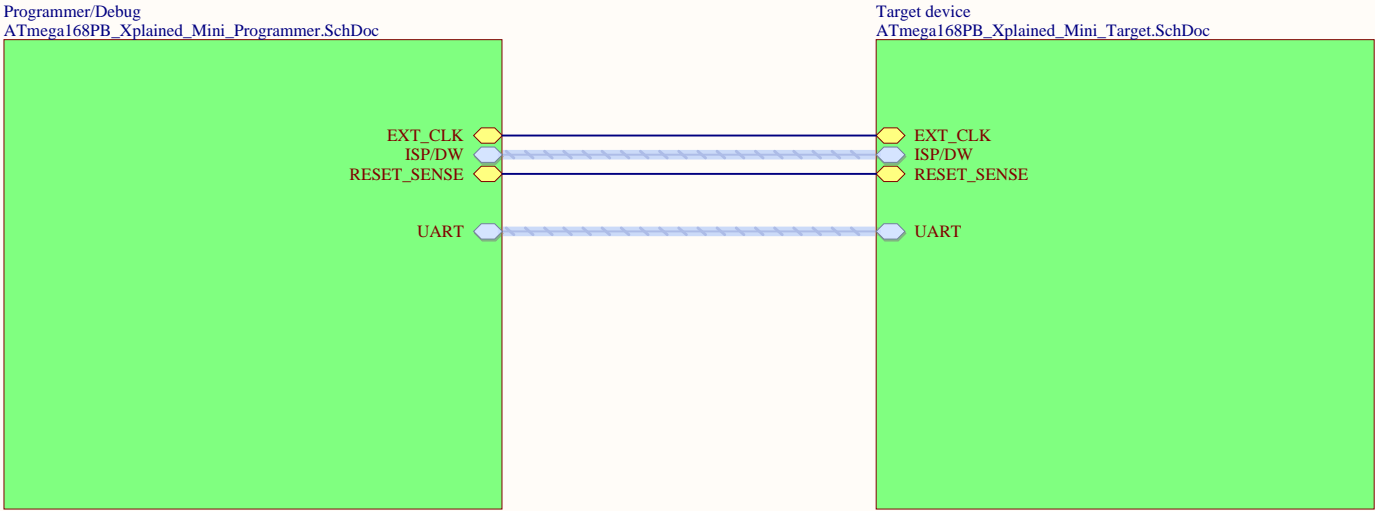 Programmer/Debug
ATmega168PB_Xplained_Mini_Programmer.SchDoc
EXT_CLK
ISP/DW
RESET_SENSE
UART
Target device
ATmega168PB_Xplained_Mini_Target.SchDoc
EXT_CLK
ISP/DW
RESET_SENSE
UART